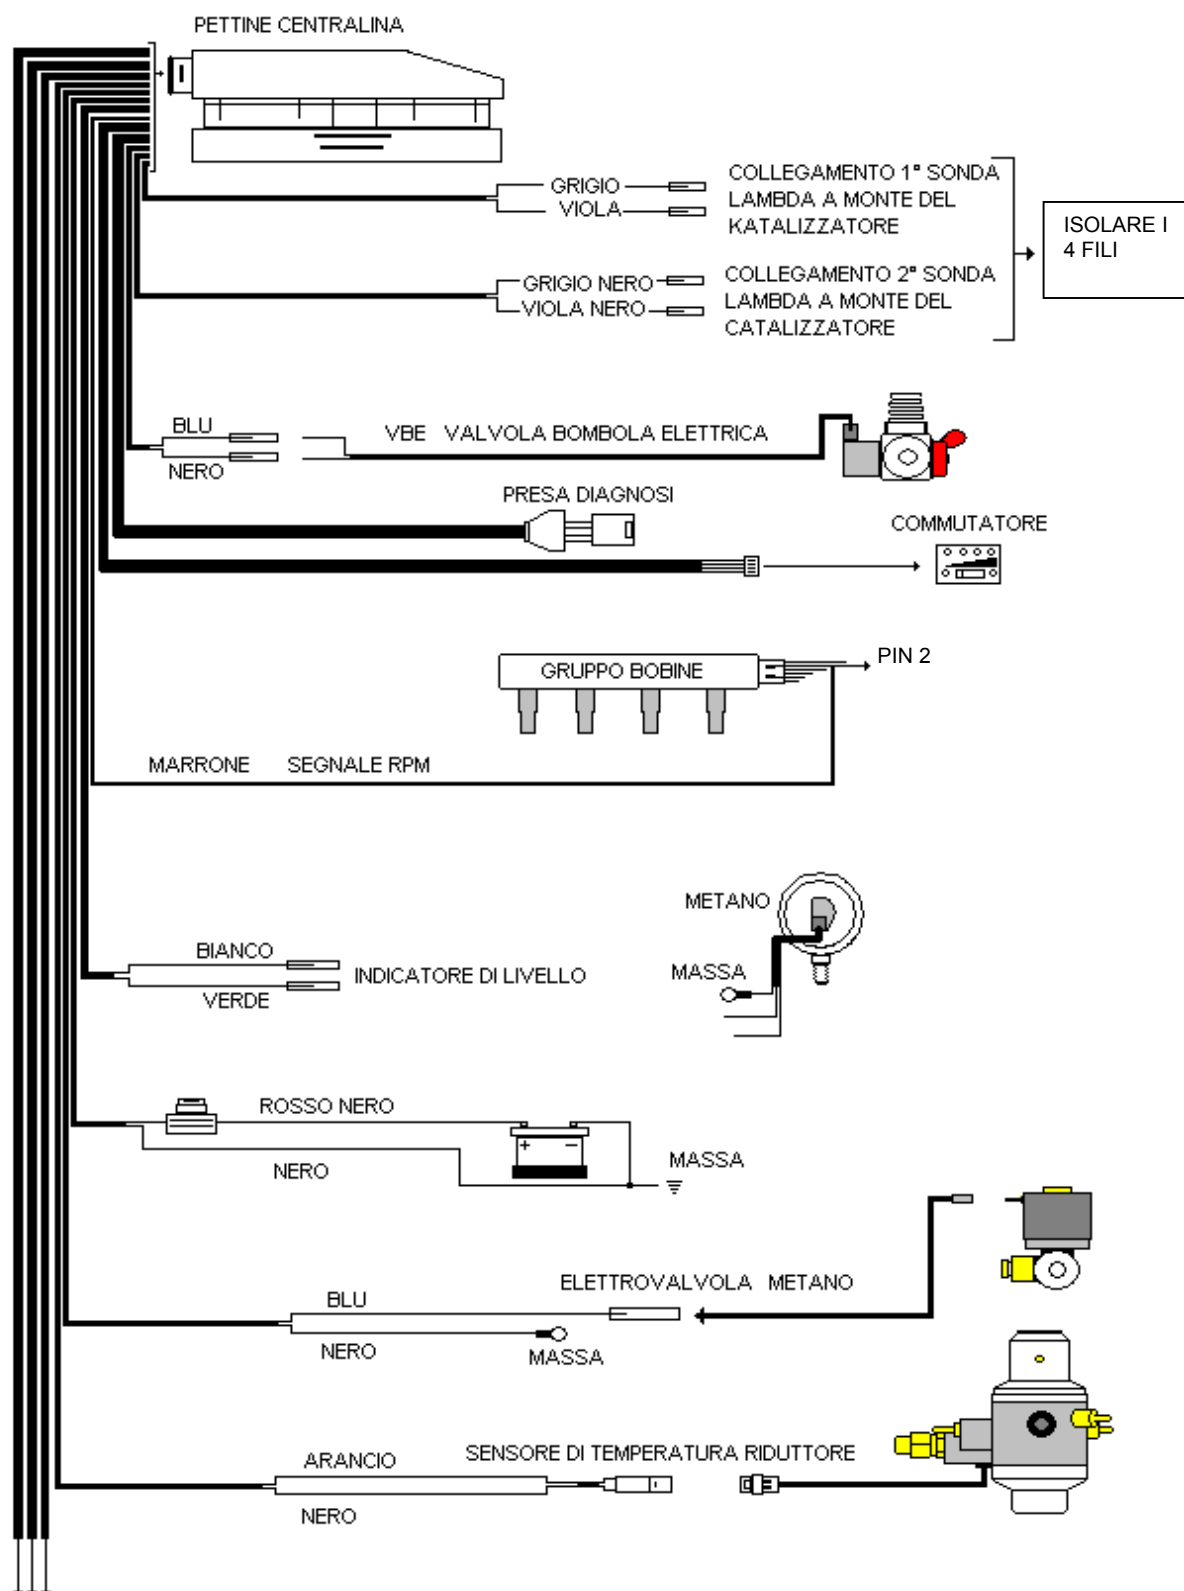 PETTINE CENTRALINA
GRIGIO
VIOLA
COLLEGAMENTO 1ª SONDA
LAMBDA A MONTE DEL
KATALIZZATORE
ISOLARE I
4 FILI
GRIGIO NERO
VIOLA NERO
COLLEGAMENTO 2ª SONDA
LAMBDA A MONTE DEL
CATALIZZATORE
BLU
NERO
VBE VALVOLA BOMBOLA ELETTRICA
PRESA DIAGNOSI
COMMUTATORE
GRUPPO BOBINE
PIN 2
MARRONE SEGNALE RPM
METANO
MASSA
BIANCO
VERDE
INDICATORE DI LIVELLO
ROSSO NERO
NERO
+ −
MASSA
ELETTROVALVOLA METANO
BLU
NERO
MASSA
SENSORE DI TEMPERATURA RIDUTTORE
ARANCIO
NERO